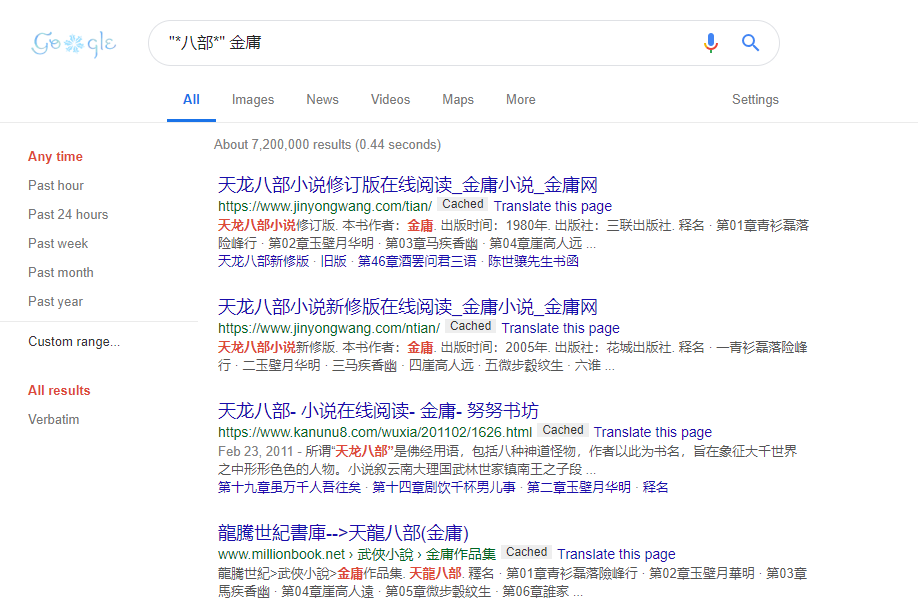 Google
"*八部*" 金庸
All Images News Videos Maps More Settings
About 7,200,000 results (0.44 seconds)
Any time
Past hour
Past 24 hours
Past week
Past month
Past year
Custom range...
All results
Verbatim
天龙八部小说修订版在线阅读_金庸小说_金庸网
https://www.jinyongwang.com/tian/ Cached Translate this page
天龙八部小说修订版. 本书作者：金庸. 出版时间：1980年. 出版社：三联出版社. 释名 · 第01章青衫磊落
险峰行 · 第02章玉壁月华明 · 第03章马疾香幽 · 第04章崖高人远 ...
天龙八部新修版 · 旧版 · 第46章酒罢问君三语 · 陈世骧先生书函
天龙八部小说新修版在线阅读_金庸小说_金庸网
https://www.jinyongwang.com/ntian/ Cached Translate this page
天龙八部小说新修版. 本书作者：金庸. 出版时间：2005年. 出版社：花城出版社. 释名 · 一青衫磊落险峰
行 · 二玉壁月华明 · 三马疾香幽 · 四崖高人远 · 五微步縠纹生 · 六谁 ...
天龙八部- 小说在线阅读- 金庸- 努努书坊
https://www.kanunu8.com/wuxia/201102/1626.html Cached Translate this page
Feb 23, 2011 - 所谓“天龙八部”是佛经用语，包括八种神道怪物，作者以此为书名，旨在象征大千世界
之中形形色色的人物。小说叙云南大理国武林世家镇南王之子段 ...
第十九章虽万千人吾往矣 · 第十四章剧饮千杯男儿事 · 第二章玉壁月华明 · 释名
龍騰世紀書庫-->天龍八部(金庸)
www.millionbook.net › 武俠小說 › 金庸作品集 Cached Translate this page
龍騰世紀>武俠小說>金庸作品集. 天龍八部. 釋名 · 第01章青衫磊落險峰行 · 第02章玉壁月華明 · 第03章
馬疾香幽 · 第04章崖高人遠 · 第05章微步縠紋生 · 第06章誰家 ...